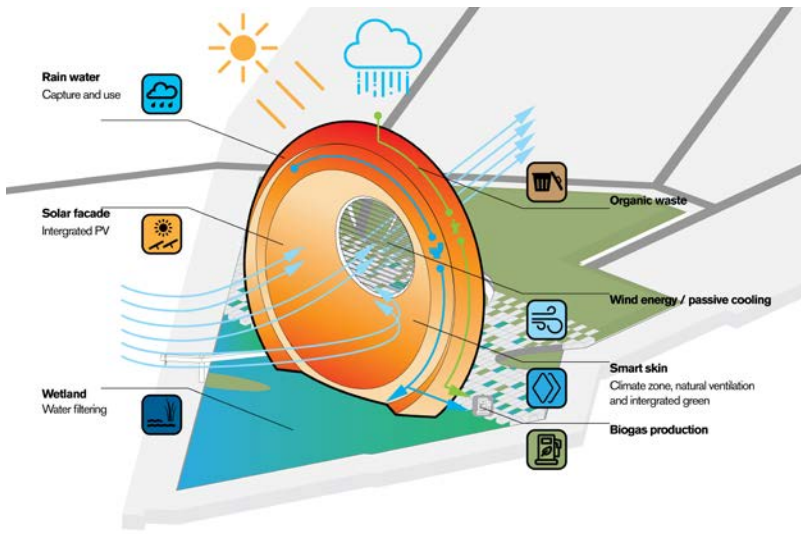 Rain water
Capture and use
Solar facade
Intergrated PV
Wetland
Water filtering
Organic waste
Wind energy / passive cooling
Smart skin
Climate zone, natural ventilation
and intergrated green
Biogas production